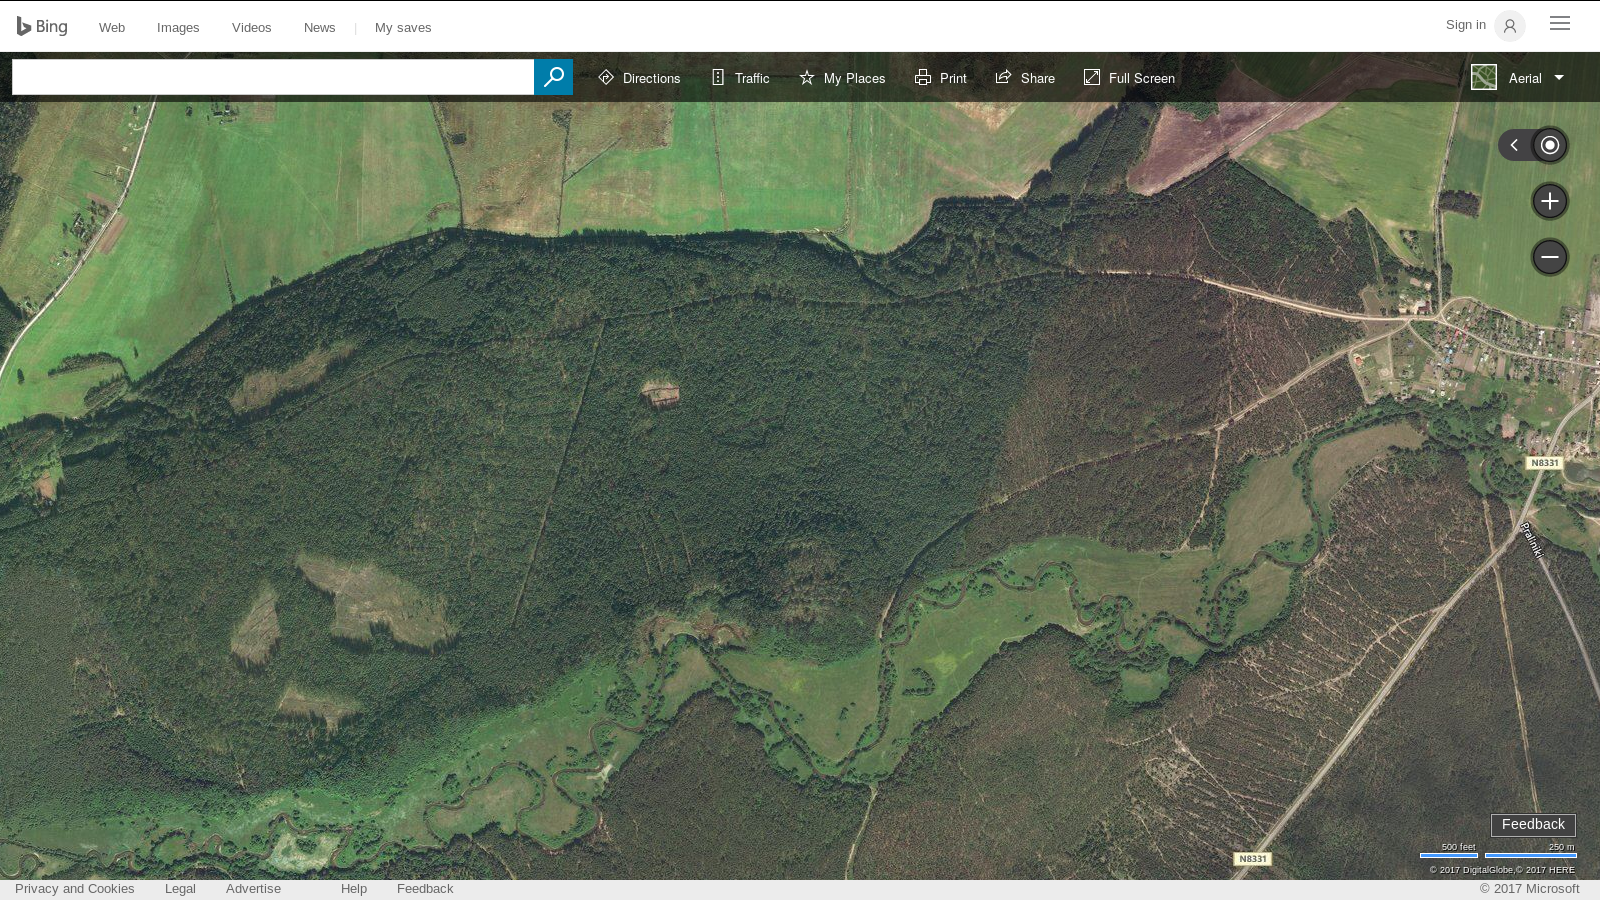 Bing
Web
Images
Videos
News
|
My saves
Sign in
Directions
Traffic
My Places
Print
Share
Full Screen
Aerial
N8331
Praliniki
N8331
Feedback
500 feet
250 m
© 2017 DigitalGlobe,© 2017 HERE
Privacy and Cookies
Legal
Advertise
Help
Feedback
© 2017 Microsoft